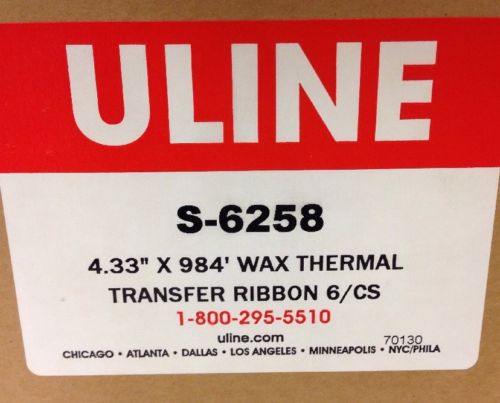 ULINE
S-6258
4.33" X 984' WAX THERMAL
TRANSFER RIBBON 6/CS
1-800-295-5510
uline.com 70130
CHICAGO • ATLANTA • DALLAS • LOS ANGELES • MINNEAPOLIS • NYC/PHILA